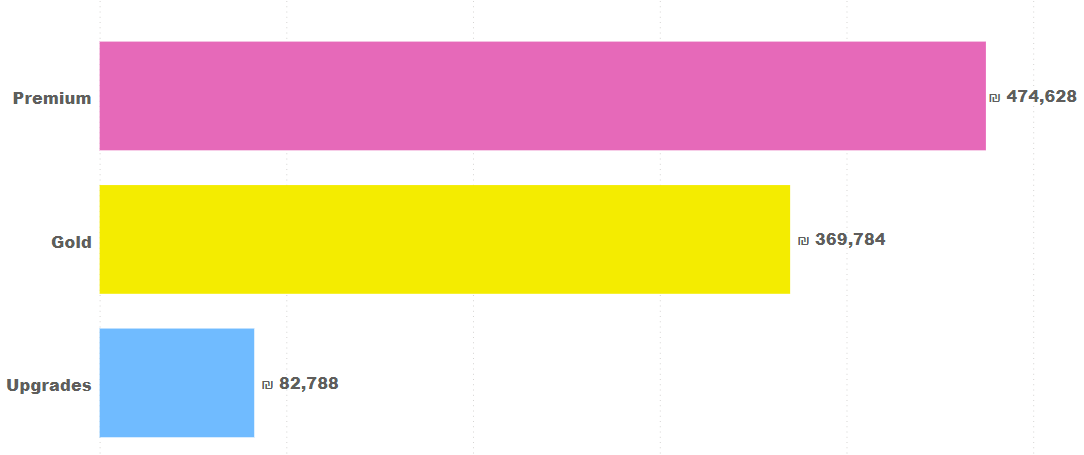 Premium ₪ 474,628
Gold ₪ 369,784
Upgrades ₪ 82,788